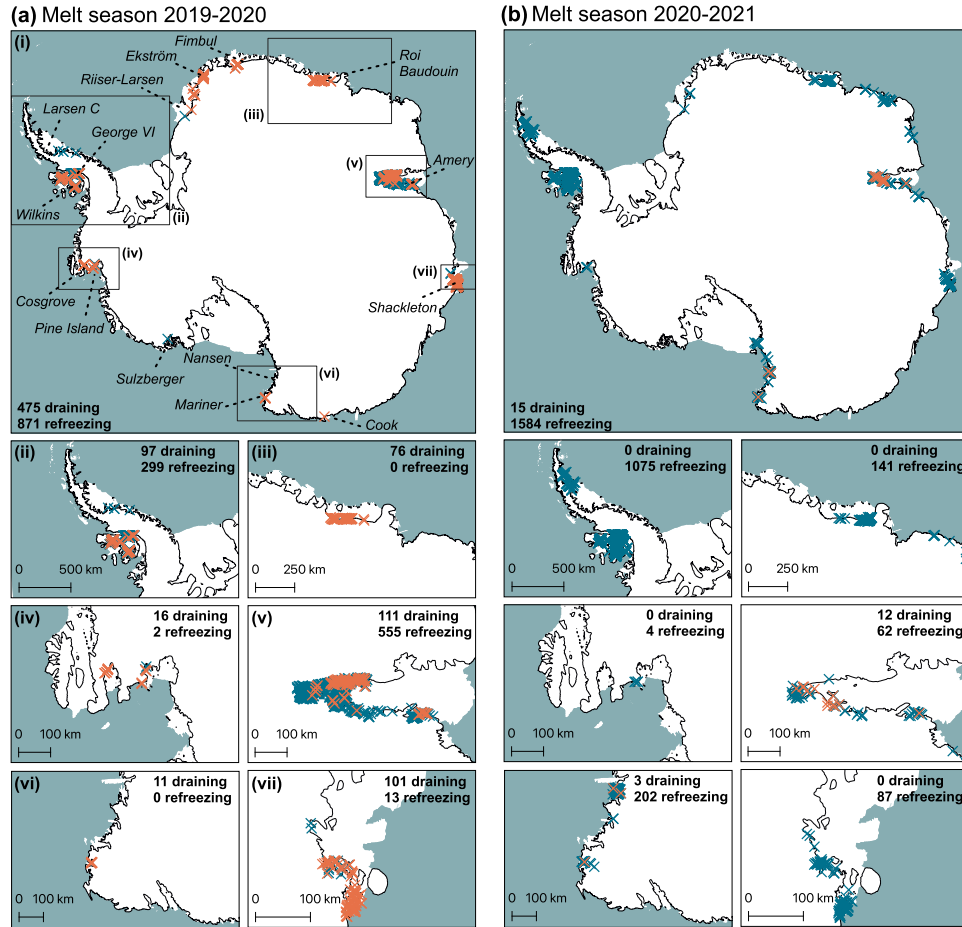 (a) Melt season 2019-2020
(b) Melt season 2020-2021
(i)
Fimbul
Ekström
Riiser-Larsen
Roi
Baudouin
(iii)
Larsen C
George VI
(v)
Amery
Wilkins
(ii)
(iv)
(vii)
Cosgrove
Shackleton
Pine Island
Nansen
(vi)
Sulzberger
Mariner
Cook
475 draining
871 refreezing
15 draining
1584 refreezing
(ii)
97 draining
299 refreezing
0 500 km
(iii)
76 draining
0 refreezing
0 250 km
0 draining
1075 refreezing
0 500 km
0 draining
141 refreezing
0 250 km
(iv)
16 draining
2 refreezing
0 100 km
(v)
111 draining
555 refreezing
0 100 km
0 draining
4 refreezing
0 100 km
12 draining
62 refreezing
0 100 km
(vi)
11 draining
0 refreezing
0 100 km
(vii)
101 draining
13 refreezing
0 100 km
3 draining
202 refreezing
0 100 km
0 draining
87 refreezing
0 100 km